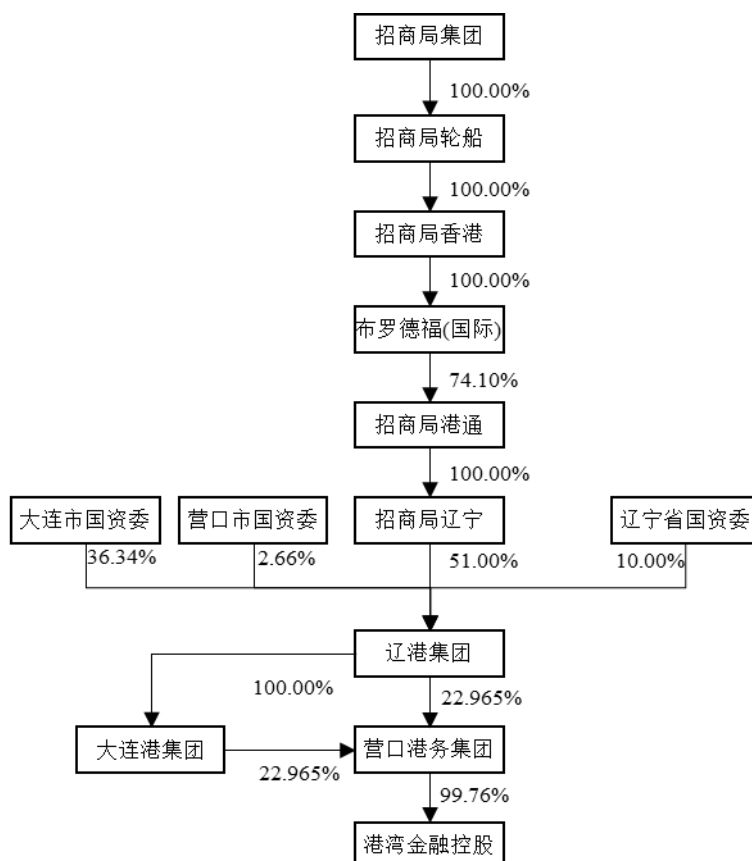 招商局集团
100.00%
招商局轮船
100.00%
招商局香港
100.00%
布罗德福(国际)
74.10%
招商局港通
100.00%
大连市国资委
营口市国资委
招商局辽宁
辽宁省国资委
36.34%
2.66%
51.00%
10.00%
辽港集团
100.00%
22.965%
大连港集团
营口港务集团
22.965%
99.76%
港湾金融控股